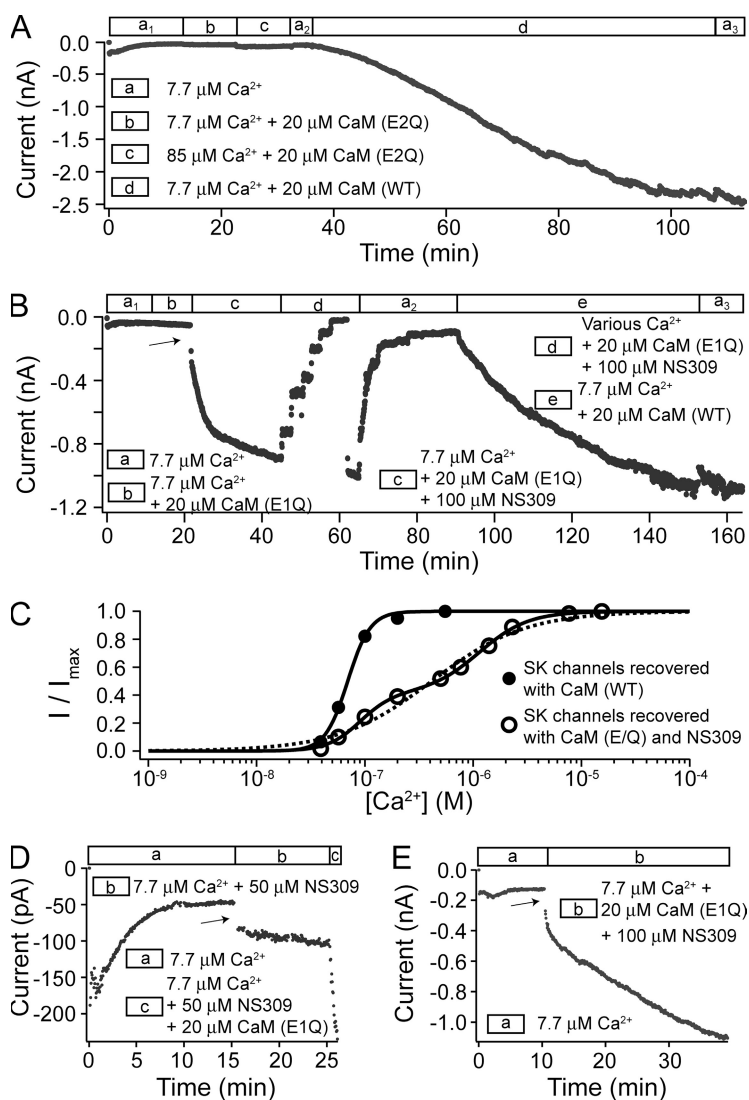 A
a1 b c a2 d a3
0.0
-0.5
-1.0
-1.5
-2.0
-2.5
Current (nA)
a 7.7 μM Ca2+
b 7.7 μM Ca2+ + 20 μM CaM (E2Q)
c 85 μM Ca2+ + 20 μM CaM (E2Q)
d 7.7 μM Ca2+ + 20 μM CaM (WT)
0 20 40 60 80 100
Time (min)
B
a1 b c d a2 e a3
0.0
-0.4
-0.8
-1.2
Current (nA)
Various Ca2+
d + 20 μM CaM (E1Q)
+ 100 μM NS309
e 7.7 μM Ca2+
+ 20 μM CaM (WT)
a 7.7 μM Ca2+
b 7.7 μM Ca2+
+ 20 μM CaM (E1Q)
7.7 μM Ca2+
c + 20 μM CaM (E1Q)
+ 100 μM NS309
0 20 40 60 80 100 120 140 160
Time (min)
C
1.0
0.8
0.6
0.4
0.2
0.0
I / Imax
SK channels recovered
with CaM (WT)
SK channels recovered
with CaM (E/Q) and NS309
10-9 10-8 10-7 10-6 10-5 10-4
[Ca2+] (M)
D
a b c
0
-50
-100
-150
-200
Current (pA)
b 7.7 μM Ca2+ + 50 μM NS309
a 7.7 μM Ca2+
7.7 μM Ca2+
c + 50 μM NS309
+ 20 μM CaM (E1Q)
0 5 10 15 20 25
Time (min)
E
a b
0.0
-0.2
-0.4
-0.6
-0.8
-1.0
Current (nA)
7.7 μM Ca2+ +
b 20 μM CaM (E1Q)
+ 100 μM NS309
a 7.7 μM Ca2+
0 10 20 30
Time (min)